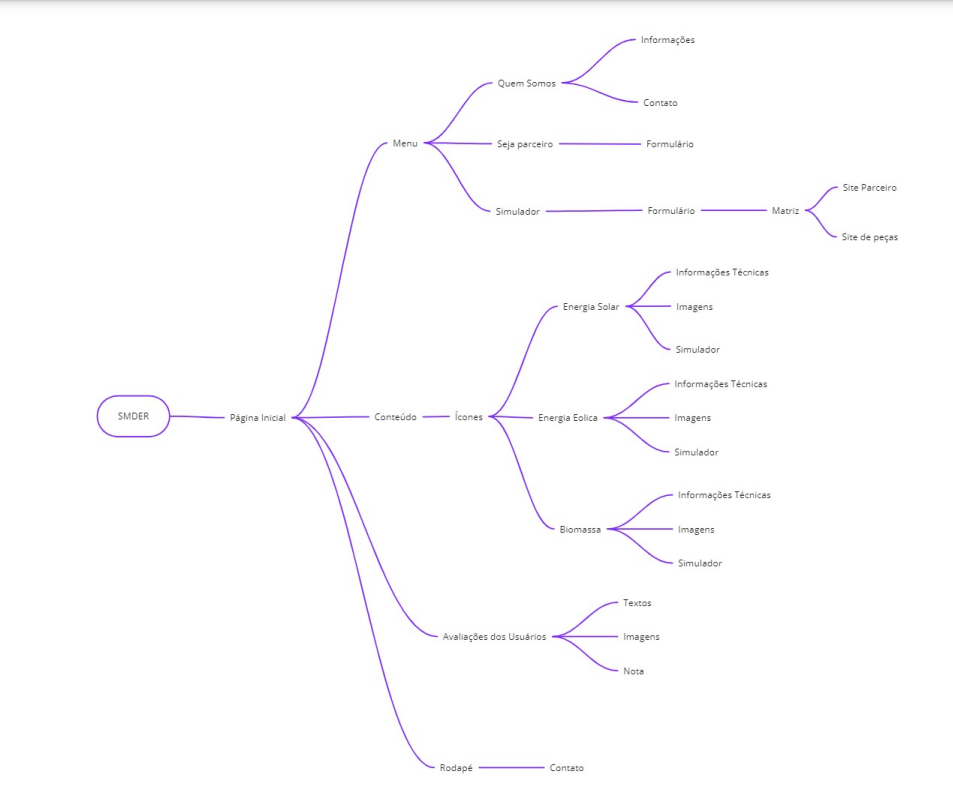 Informações
Quem Somos
Contato
Menu
Seja parceiro
Formulário
Simulador
Formulário
Matriz
Site Parceiro
Site de peças
Informações Técnicas
Energia Solar
Imagens
Simulador
SMDER
Página Inicial
Conteúdo
Ícones
Informações Técnicas
Energia Eolica
Imagens
Simulador
Informações Técnicas
Biomassa
Imagens
Simulador
Textos
Avaliações dos Usuários
Imagens
Nota
Rodapé
Contato